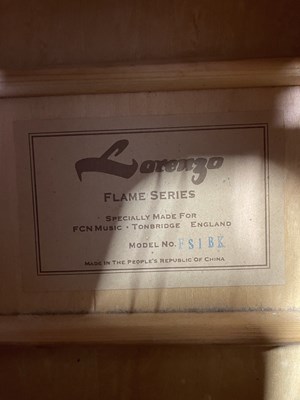 Lorenzo
FLAME SERIES
SPECIALLY MADE FOR
FCN MUSIC • TONBRIDGE ENGLAND
MODEL NO. FS1BK
MADE IN THE PEOPLE'S REPUBLIC OF CHINA